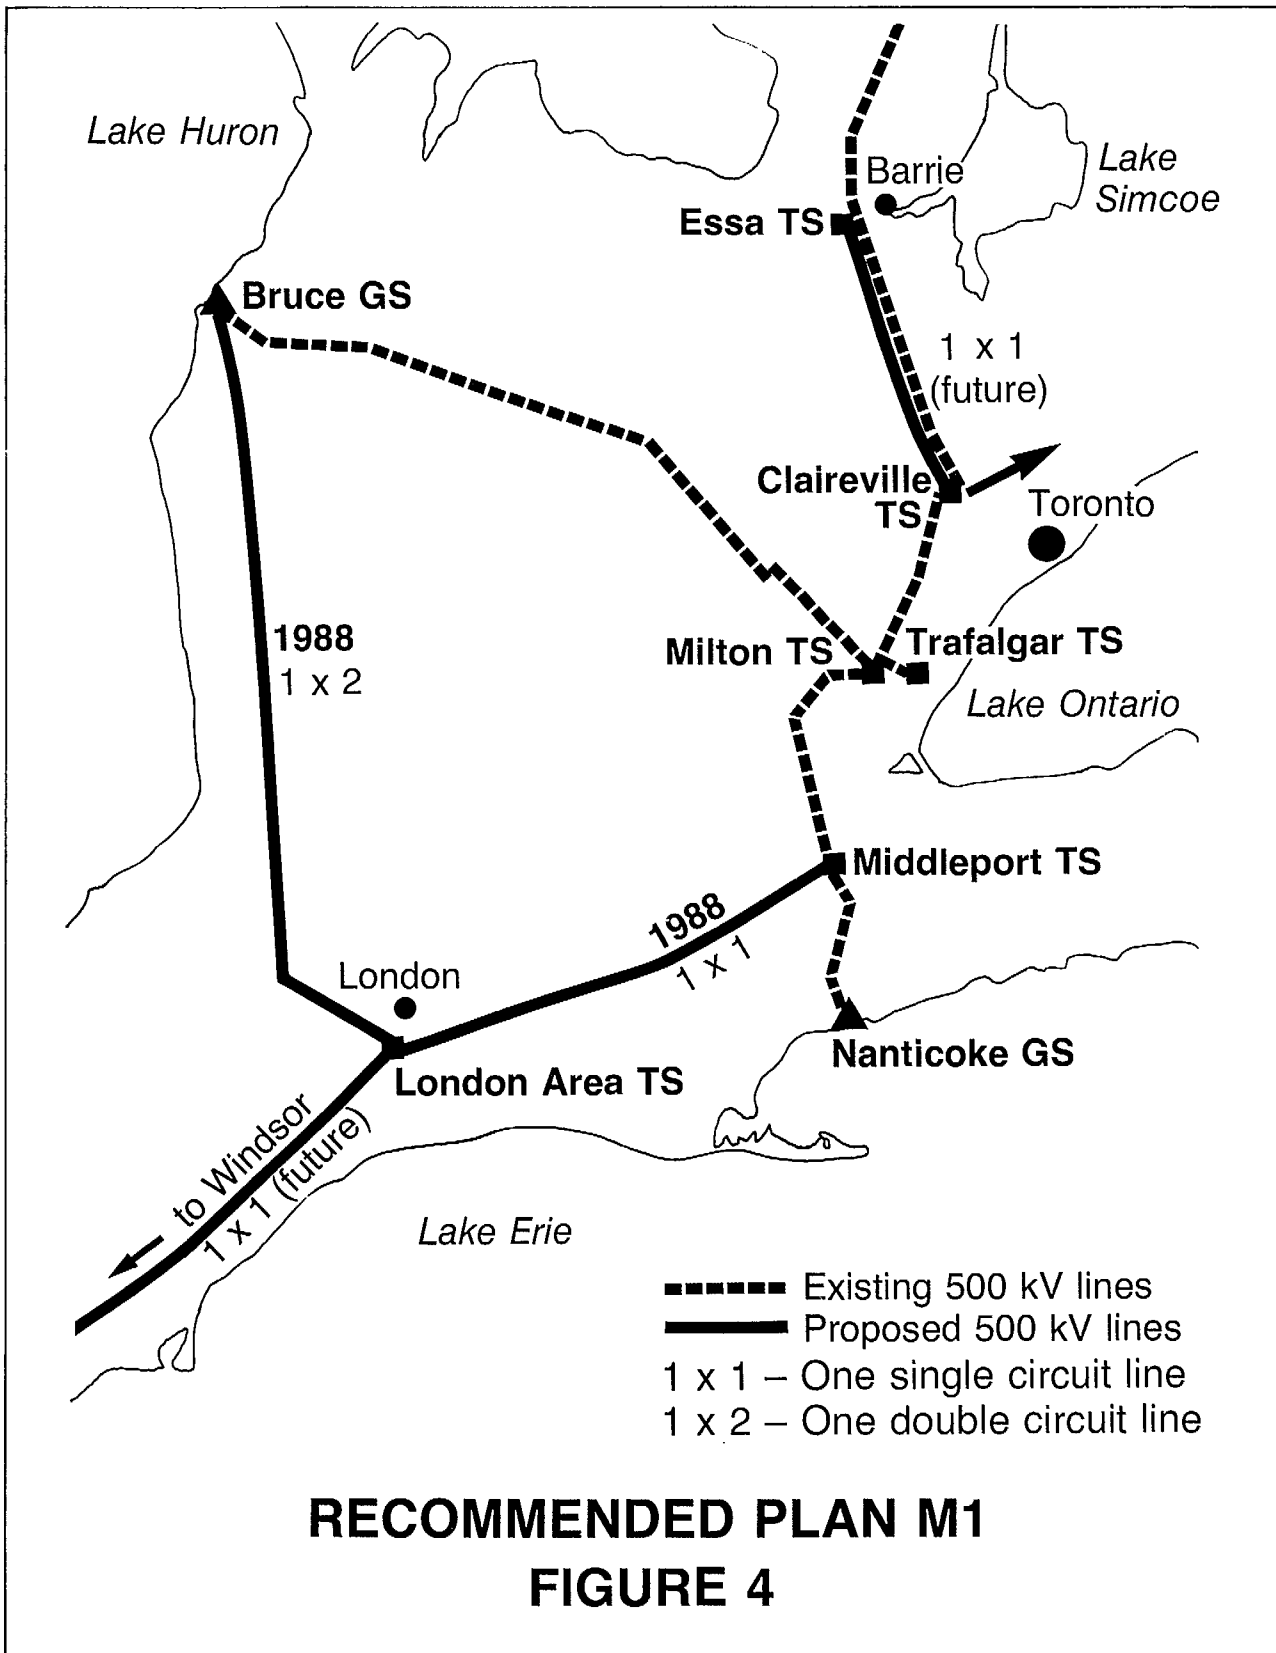 Lake Huron
Barrie
Lake
Simcoe
Essa TS
Bruce GS
1 x 1
(future)
Claireville
TS
Toronto
1988
1 x 2
Milton TS
Trafalgar TS
Lake Ontario
Middleport TS
1988
1 x 1
London
Nanticoke GS
London Area TS
to Windsor
1 x 1 (future)
Lake Erie
Existing 500 kV lines
Proposed 500 kV lines
1 x 1 – One single circuit line
1 x 2 – One double circuit line
RECOMMENDED PLAN M1
FIGURE 4